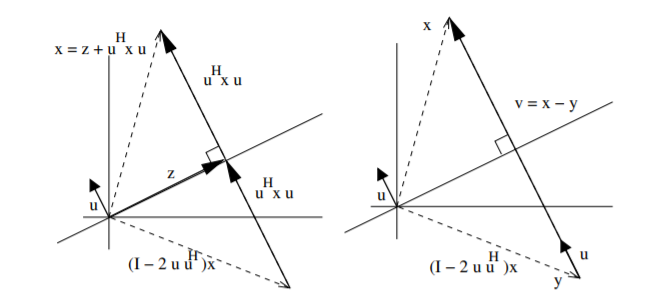 x = z + u^H x u
u^H x u
z
u^H x u
u
(I – 2 u u^H )x
x
v = x – y
u
u
(I – 2 u u^H )x
y